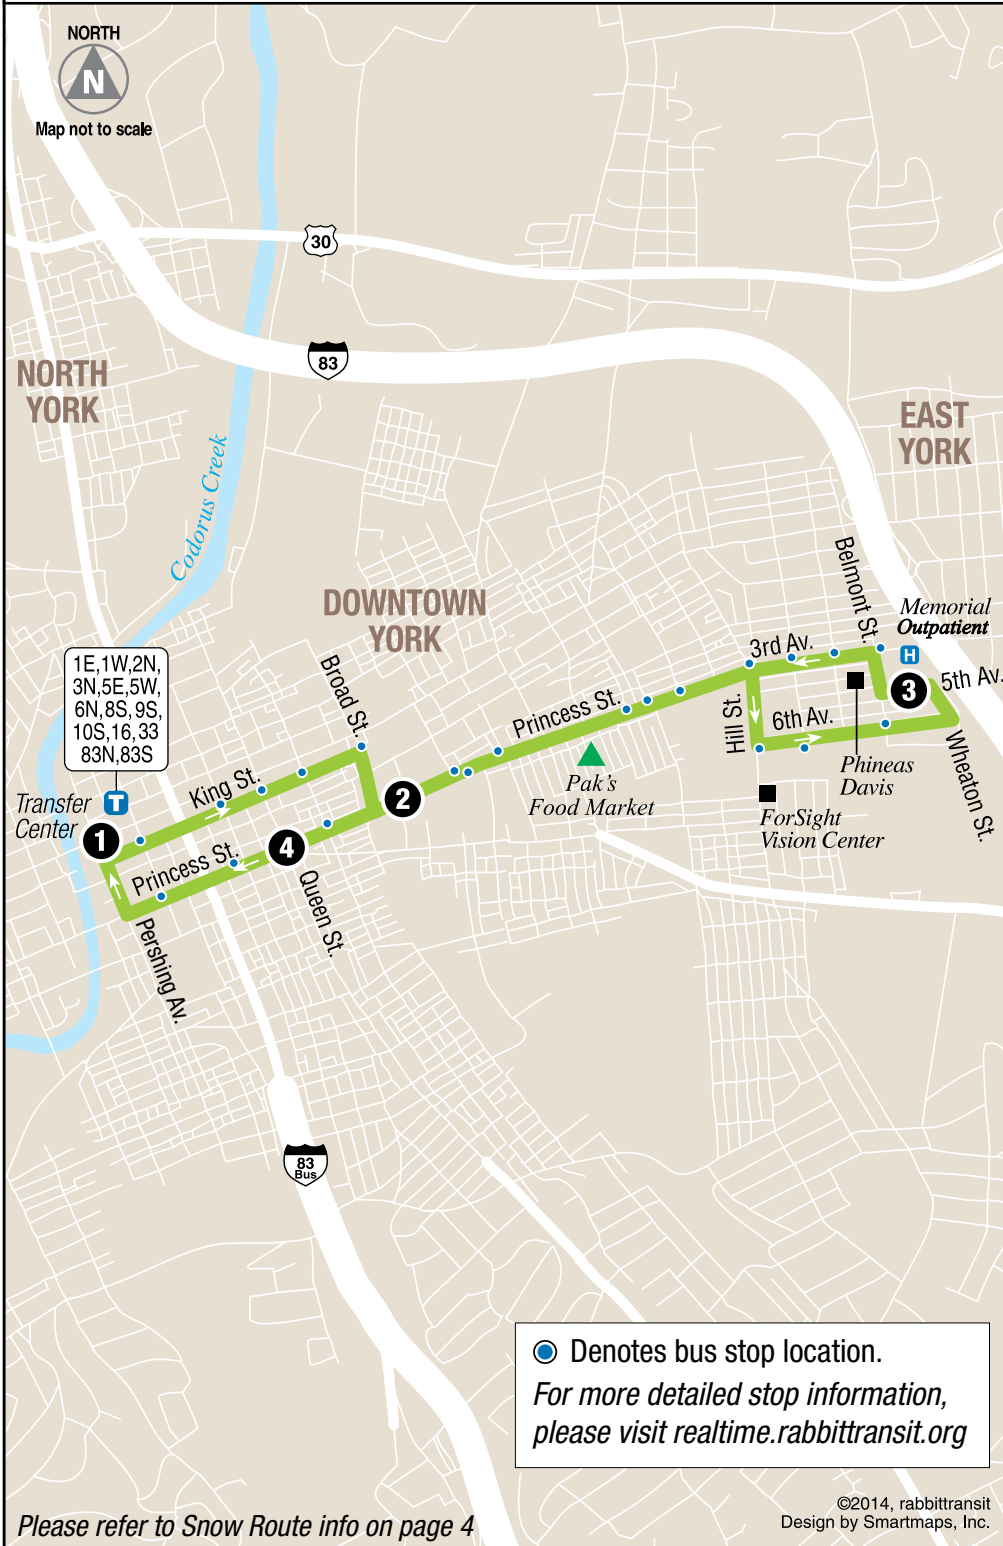 NORTH
N
Map not to scale
30
83
NORTH
YORK
EAST
YORK
Codorus Creek
DOWNTOWN
YORK
Belmont St.
Memorial
Outpatient
H
1E,1W,2N,
3N,5E,5W,
6N,8S,9S,
10S,16,33
83N,83S
Broad St.
3rd Av.
5th Av.
3
Princess St.
Hill St.
6th Av.
King St.
Transfer
Center
T
1
2
Pak's
Food Market
Phineas
Davis
Wheaton St.
ForSight
Vision Center
4
Princess St.
Queen St.
Pershing Av.
83
Bus
Denotes bus stop location.
For more detailed stop information,
please visit realtime.rabbittransit.org
Please refer to Snow Route info on page 4
©2014, rabbittransit
Design by Smartmaps, Inc.